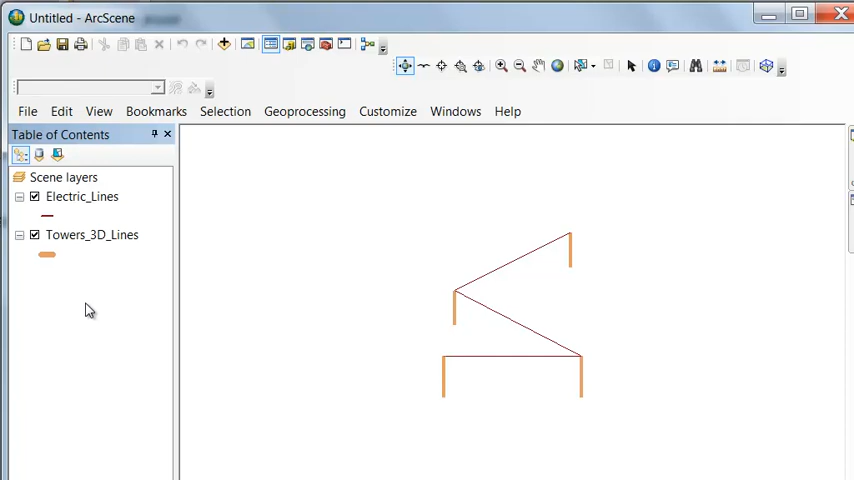 Untitled - ArcScene
File Edit View Bookmarks Selection Geoprocessing Customize Windows Help
Table of Contents
Scene layers
Electric_Lines
Towers_3D_Lines